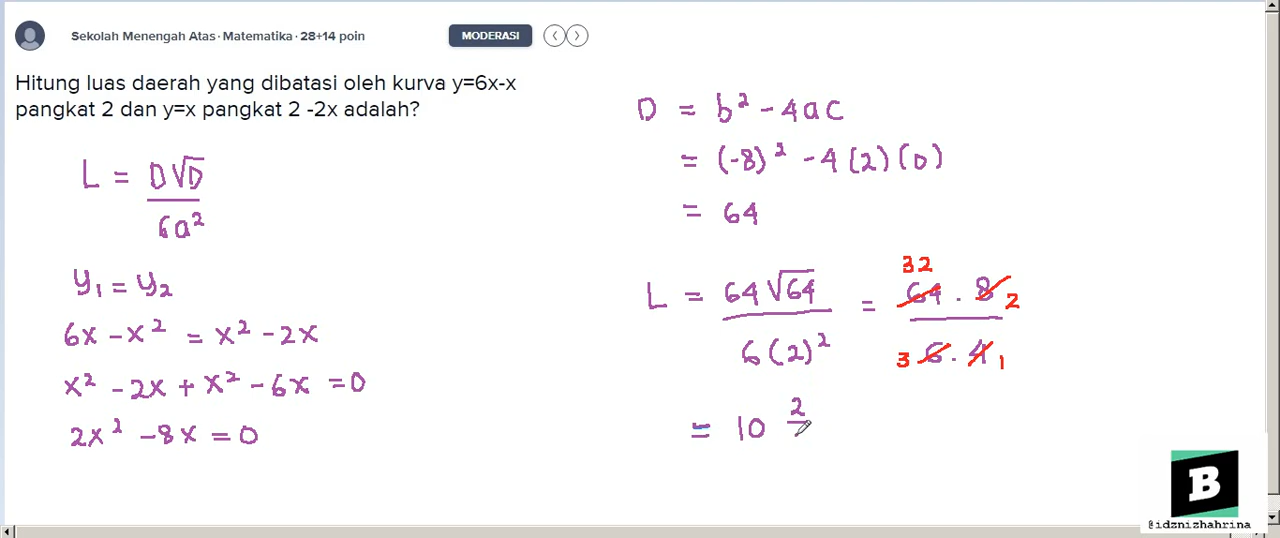 Sekolah Menengah Atas · Matematika · 28+14 poin
MODERASI
Hitung luas daerah yang dibatasi oleh kurva y=6x-x
pangkat 2 dan y=x pangkat 2 -2x adalah?
L = D√D / 6a²
y₁ = y₂
6x - x² = x² - 2x
x² - 2x + x² - 6x = 0
2x² - 8x = 0
D = b² - 4ac
= (-8)² - 4(2)(0)
= 64
32
L = 64√64 / 6(2)² = 64 . 8 / 6 . 4
2
3
1
= 10 2/
B
@idznizhahrina